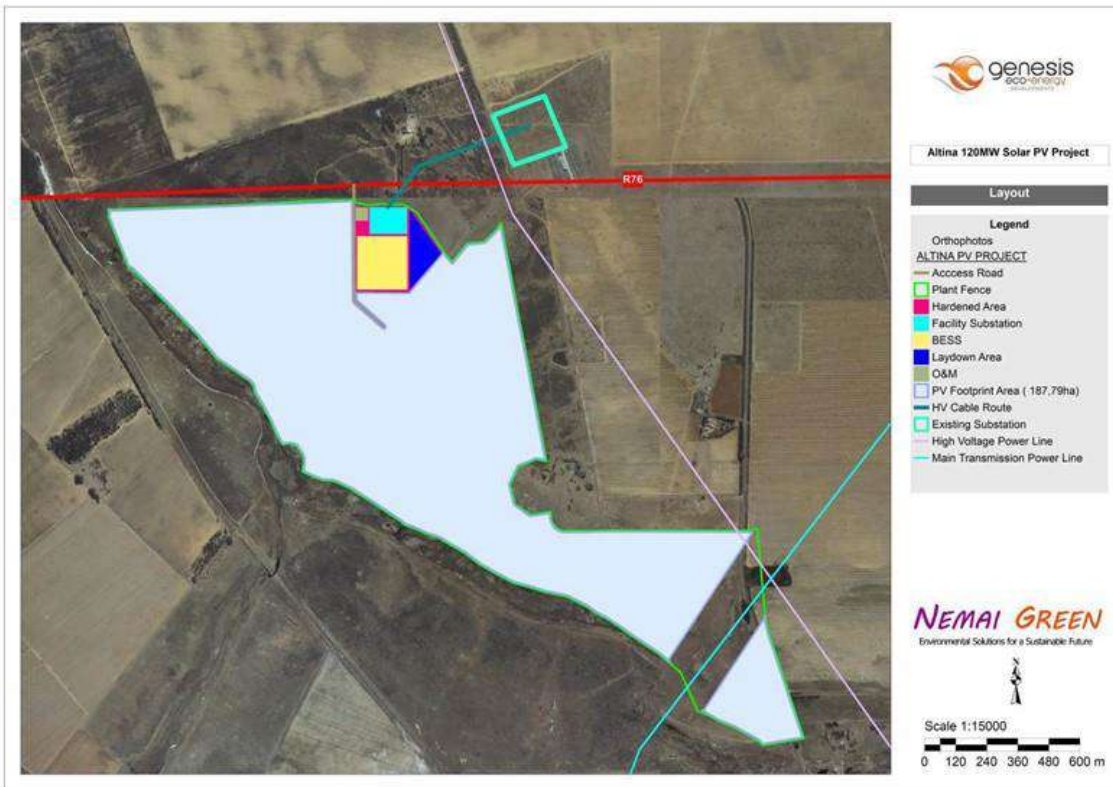 genesis
eco-energy
DEVELOPMENTS
Altina 120MW Solar PV Project
Layout
Legend
Orthophotos
ALTINA PV PROJECT
Acccess Road
Plant Fence
Hardened Area
Facility Substation
BESS
Laydown Area
O&M
PV Footprint Area ( 187,79ha)
HV Cable Route
Existing Substation
High Voltage Power Line
Main Transmission Power Line
R76
NEMAI GREEN
Environmental Solutions for a Sustainable Future
N
Scale 1:15000
0 120 240 360 480 600 m